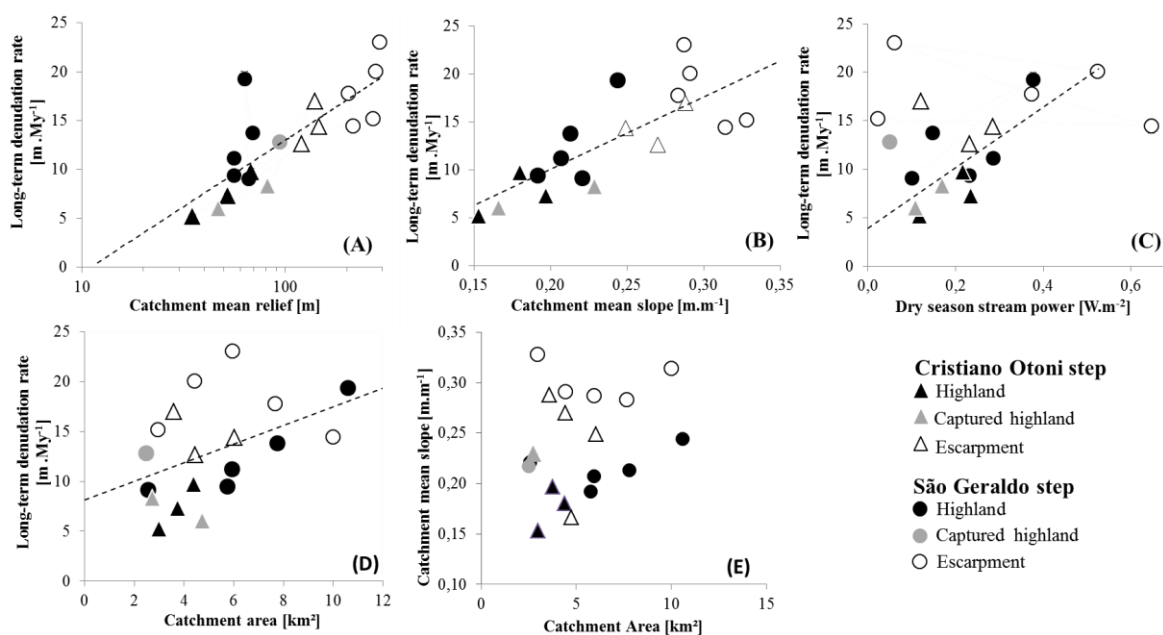 Long-term denudation rate
[m .My-1]
25
20
15
10
5
0
10
100
Catchment mean relief [m]
(A)
Long-term denudation rate
[m .My-1]
25
20
15
10
5
0
0,15
0,20
0,25
0,30
0,35
Catchment mean slope [m.m-1]
(B)
Long-term denudation rate
[m .My-1]
25
20
15
10
5
0
0,0
0,2
0,4
0,6
Dry season stream power [W.m-2]
(C)
Long-term denudation rate
[m .My-1]
25
20
15
10
5
0
0
2
4
6
8
10
12
Catchment area [km²]
(D)
Catchment mean slope [m.m-1]
0,35
0,30
0,25
0,20
0,15
0,10
0
5
10
15
Catchment Area [km²]
(E)
Cristiano Otoni step
Highland
Captured highland
Escarpment
São Geraldo step
Highland
Captured highland
Escarpment